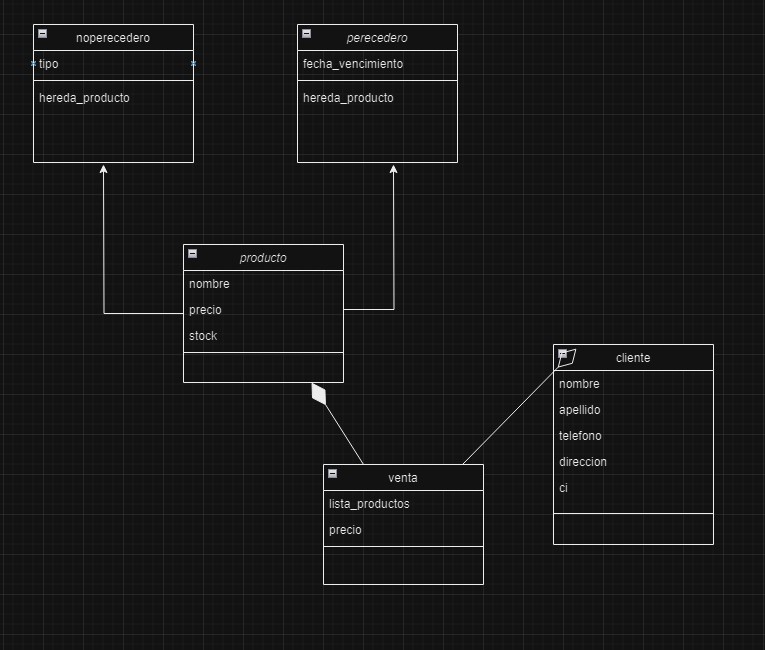 noperecedero
tipo
hereda_producto
perecedero
fecha_vencimiento
hereda_producto
producto
nombre
precio
stock
cliente
nombre
apellido
telefono
direccion
ci
venta
lista_productos
precio